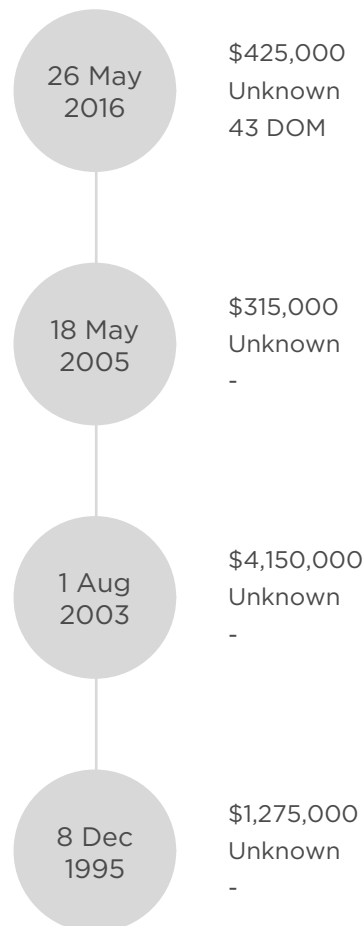 26 May
2016
$425,000
Unknown
43 DOM
18 May
2005
$315,000
Unknown
-
1 Aug
2003
$4,150,000
Unknown
-
8 Dec
1995
$1,275,000
Unknown
-